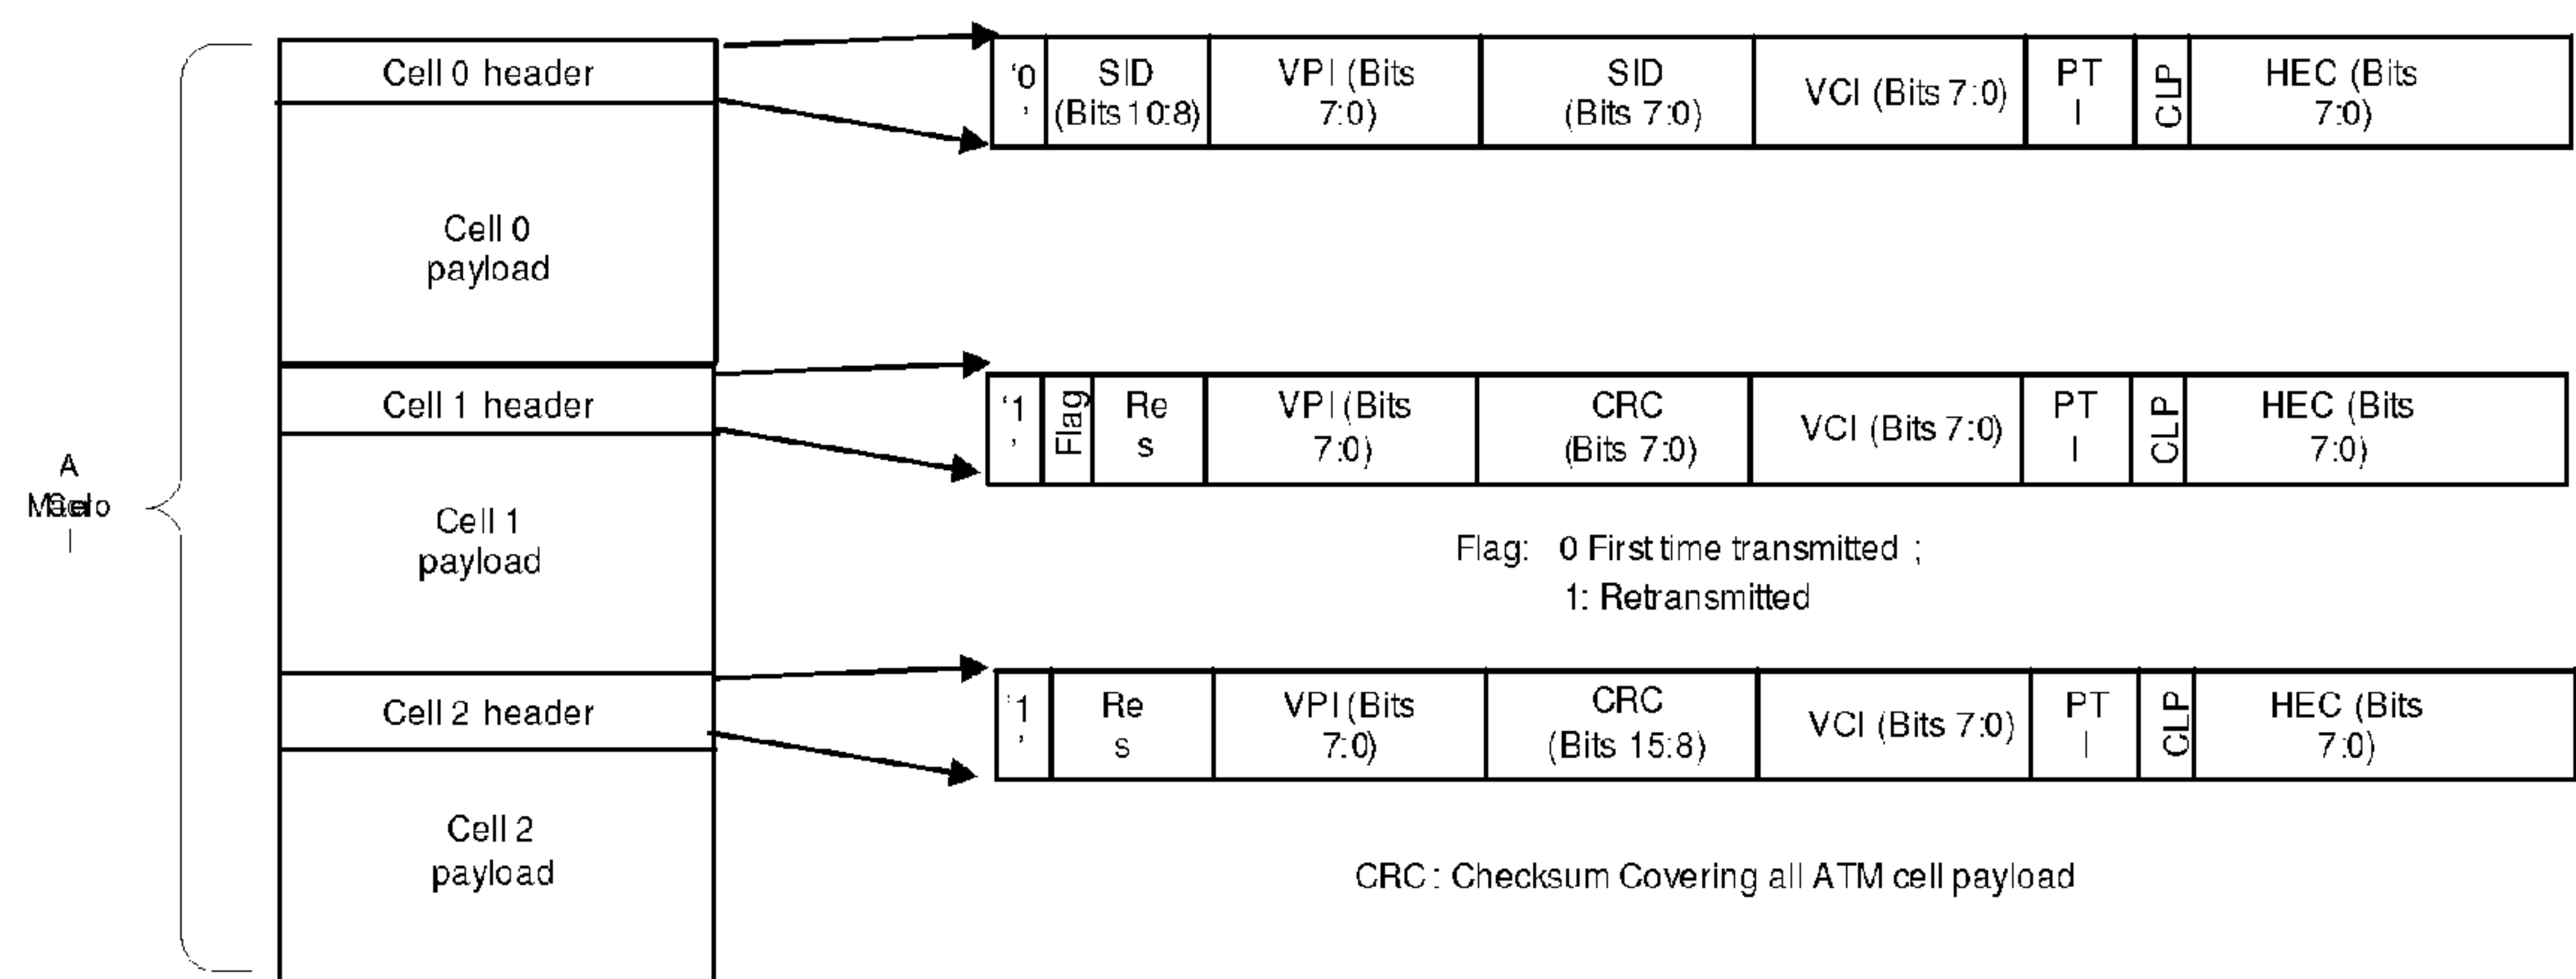 Cell 0 header
‘0
’
SID
(Bits 10:8)
VPI (Bits
7:0)
SID
(Bits 7:0)
VCI (Bits 7:0)
PT
I
CLP
HEC (Bits
7:0)
Cell 0
payload
Cell 1 header
‘1
’
Flag
Re
s
VPI (Bits
7:0)
CRC
(Bits 7:0)
VCI (Bits 7:0)
PT
I
CLP
HEC (Bits
7:0)
A
l
Cell 1
payload
Flag: 0 First time transmitted ;
1: Retransmitted
Cell 2 header
‘1
’
Re
s
VPI (Bits
7:0)
CRC
(Bits 15:8)
VCI (Bits 7:0)
PT
I
CLP
HEC (Bits
7:0)
Cell 2
payload
CRC : Checksum Covering all ATM cell payload